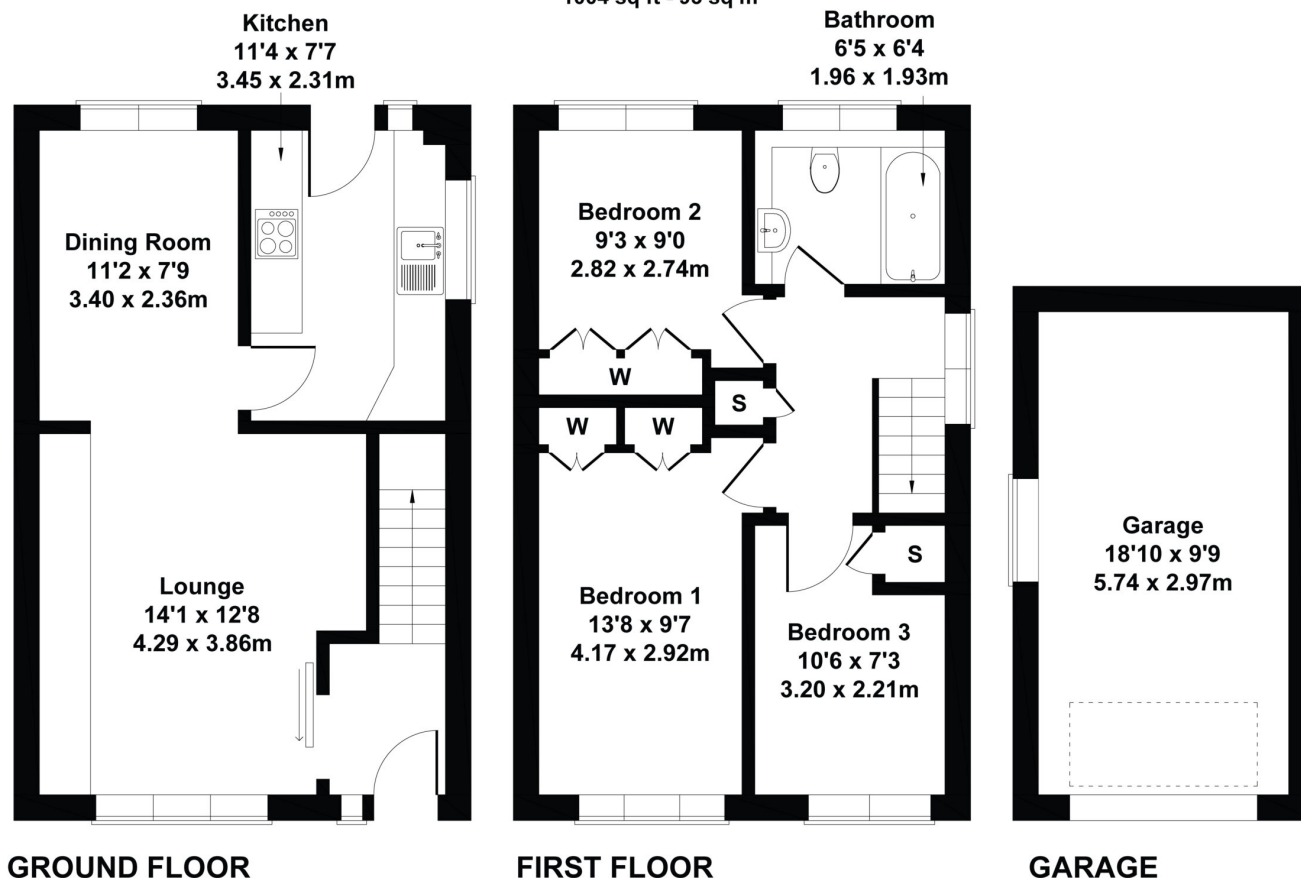 Kitchen
11'4 x 7'7
3.45 x 2.31m
Bathroom
6'5 x 6'4
1.96 x 1.93m
Dining Room
11'2 x 7'9
3.40 x 2.36m
Bedroom 2
9'3 x 9'0
2.82 x 2.74m
W
S
W
W
Lounge
14'1 x 12'8
4.29 x 3.86m
Bedroom 1
13'8 x 9'7
4.17 x 2.92m
S
Bedroom 3
10'6 x 7'3
3.20 x 2.21m
Garage
18'10 x 9'9
5.74 x 2.97m
GROUND FLOOR
FIRST FLOOR
GARAGE